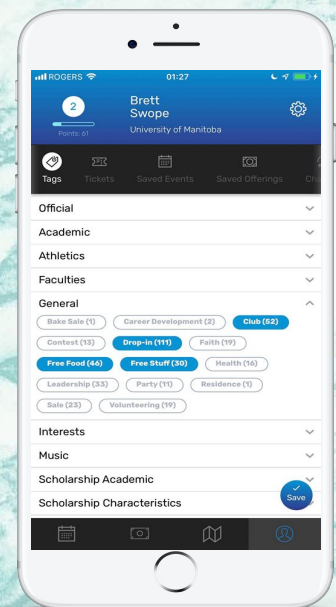 ROGERS 01:27
2
Brett
Swope
Points: 61
University of Manitoba
Tags Tickets Saved Events Saved Offerings
Official
Academic
Athletics
Faculties
General
Bake Sale (1) Career Development (2) Club (52)
Contest (13) Drop-in (111) Faith (19)
Free Food (46) Free Stuff (30) Health (16)
Leadership (33) Party (11) Residence (1)
Sale (23) Volunteering (19)
Interests
Music
Scholarship Academic
Scholarship Characteristics
Save